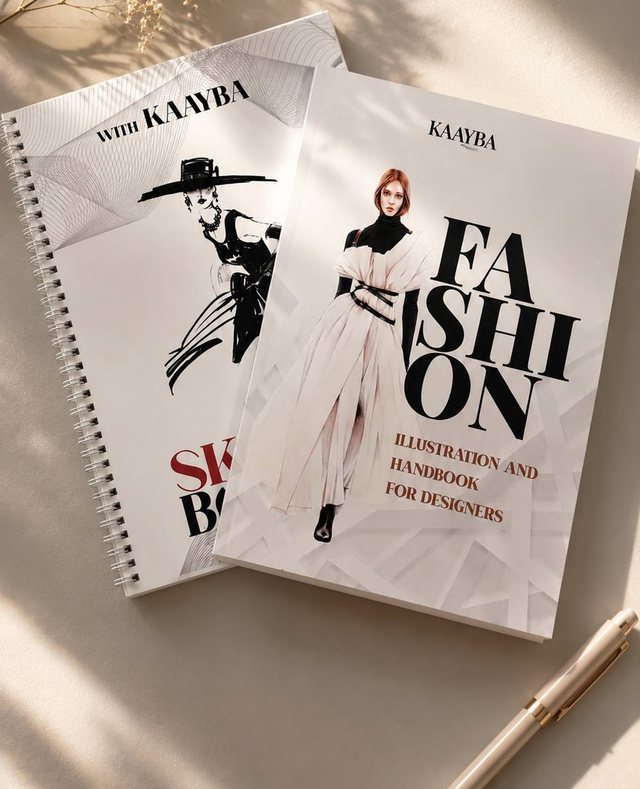 WITH KAAYBA
SK
BO
KAAYBA
FA
SHI
ON
ILLUSTRATION AND
HANDBOOK
FOR DESIGNERS